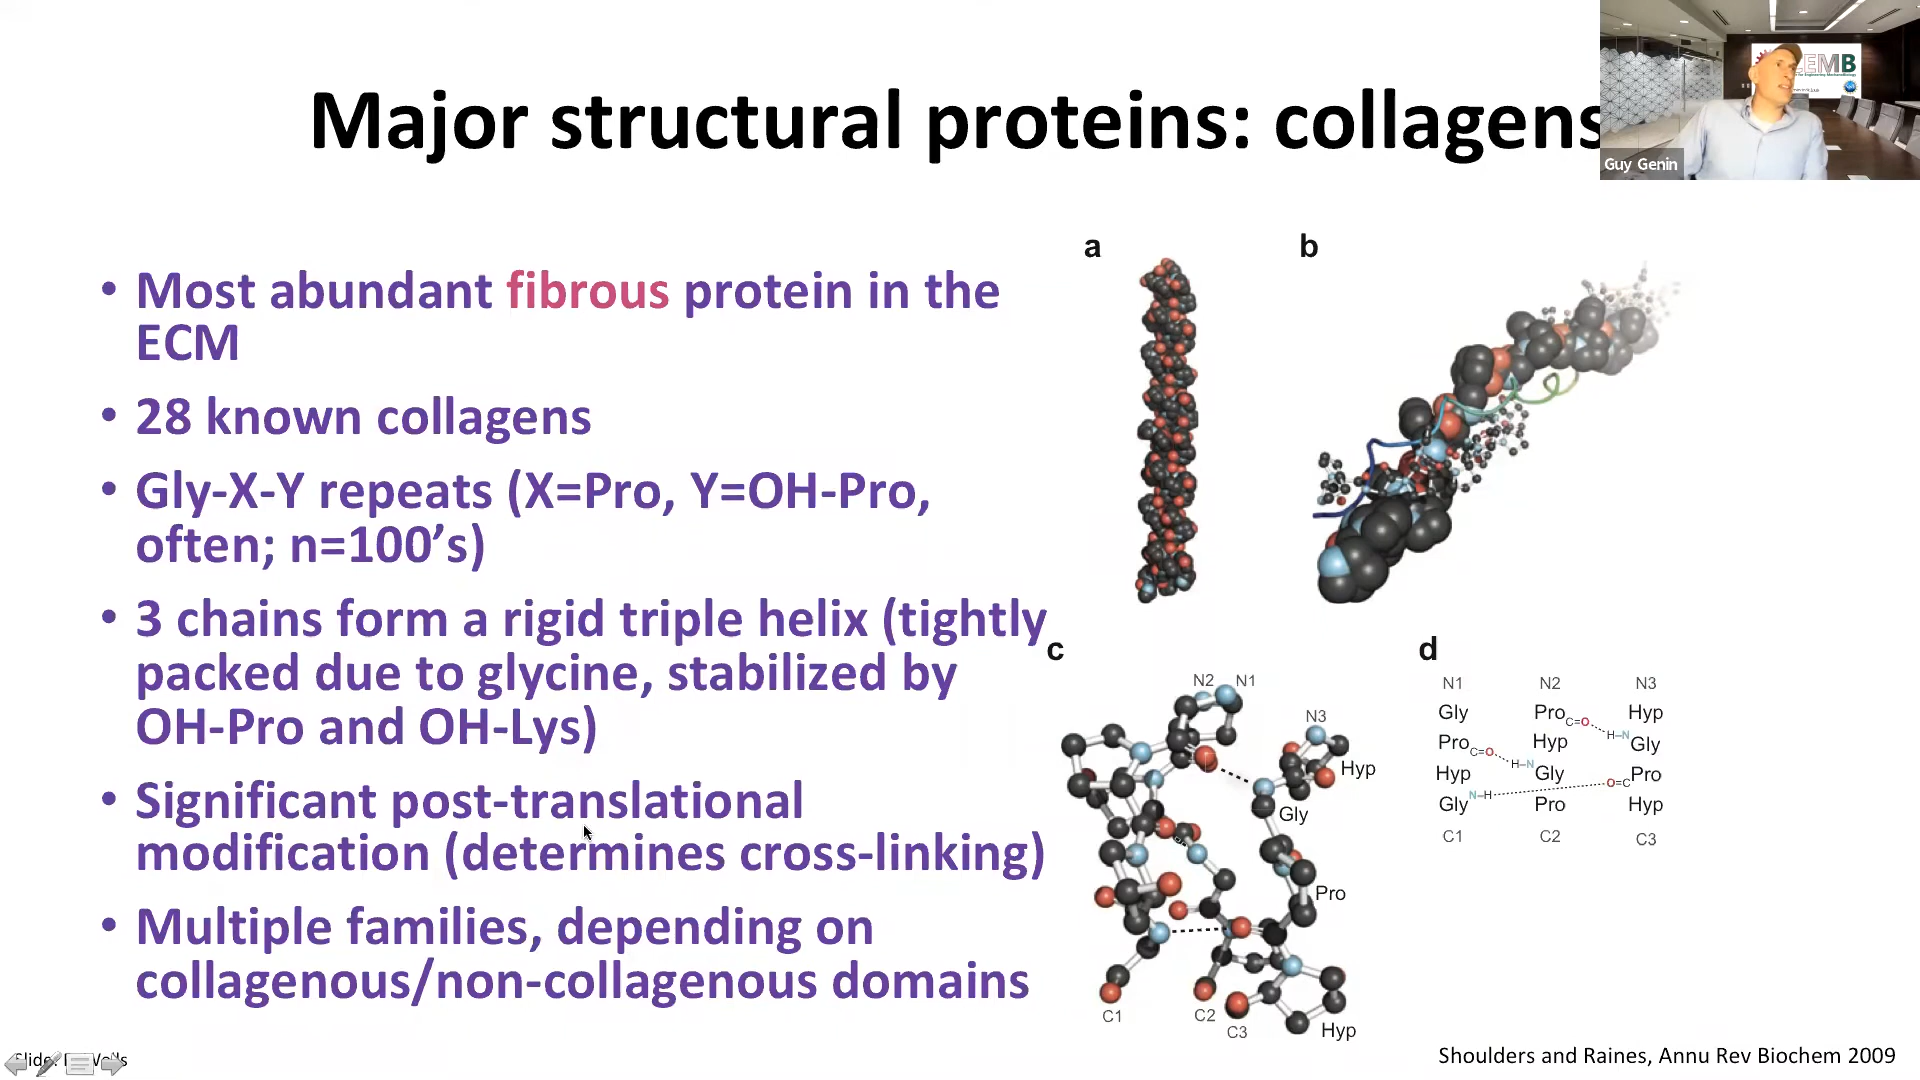 Major structural proteins: collagens
EMB
Guy Genin
• Most abundant fibrous protein in the
ECM
• 28 known collagens
• Gly-X-Y repeats (X=Pro, Y=OH-Pro,
often; n=100’s)
• 3 chains form a rigid triple helix (tightly
packed due to glycine, stabilized by
OH-Pro and OH-Lys)
• Significant post-translational
modification (determines cross-linking)
• Multiple families, depending on
collagenous/non-collagenous domains
a
b
c
N2 N1
N3
Hyp
Gly
Pro
C1
C2
C3
Hyp
d
N1 N2 N3
Gly Pro C=O Hyp
H–N Gly
Pro C=O Hyp
H–N Gly
Hyp O=C Pro
Gly N–H Pro Hyp
C1 C2 C3
Slide:
Shoulders and Raines, Annu Rev Biochem 2009